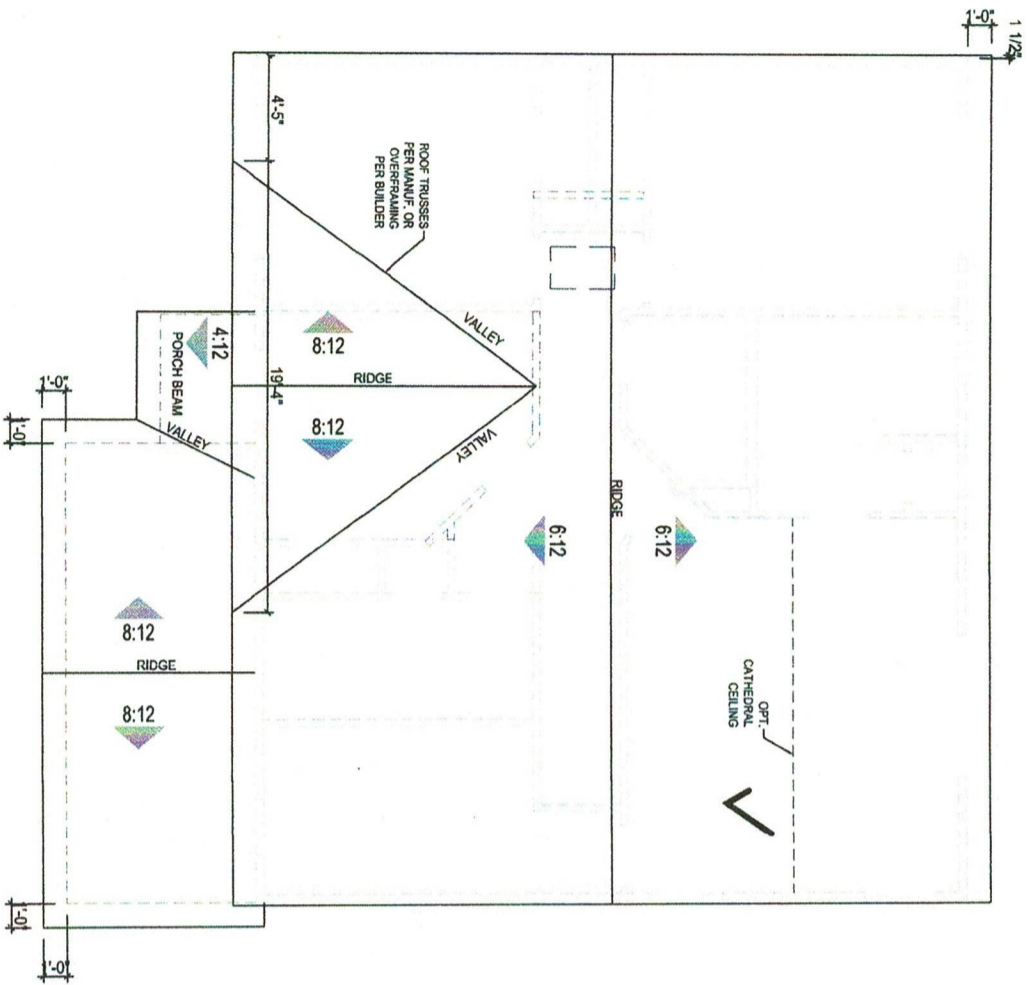 1'-0"
1 1/2"
4'-5"
ROOF TRUSSES
PER MANUF. OR
OVERFRAMING
PER BUILDER
VALLEY
8:12
RIDGE
19'-4"
8:12
VALLEY
4:12
PORCH BEAM
VALLEY
1'-0"
1'-0"
RIDGE
6:12
6:12
8:12
RIDGE
8:12
OPT.
CATHEDRAL
CEILING
1'-0"
1'-0"